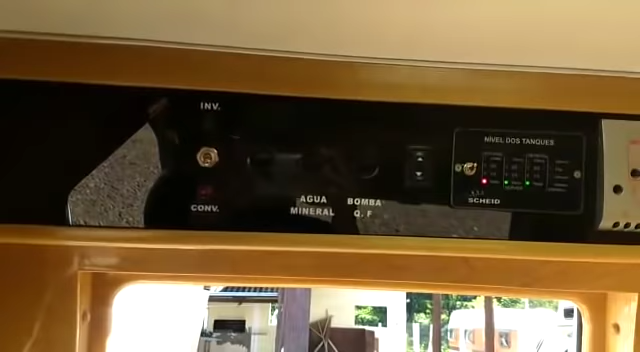 INV.
CONV.
AGUA
MINERAL
BOMBA
Q. F
NÍVEL DOS TANQUES
SCHEID